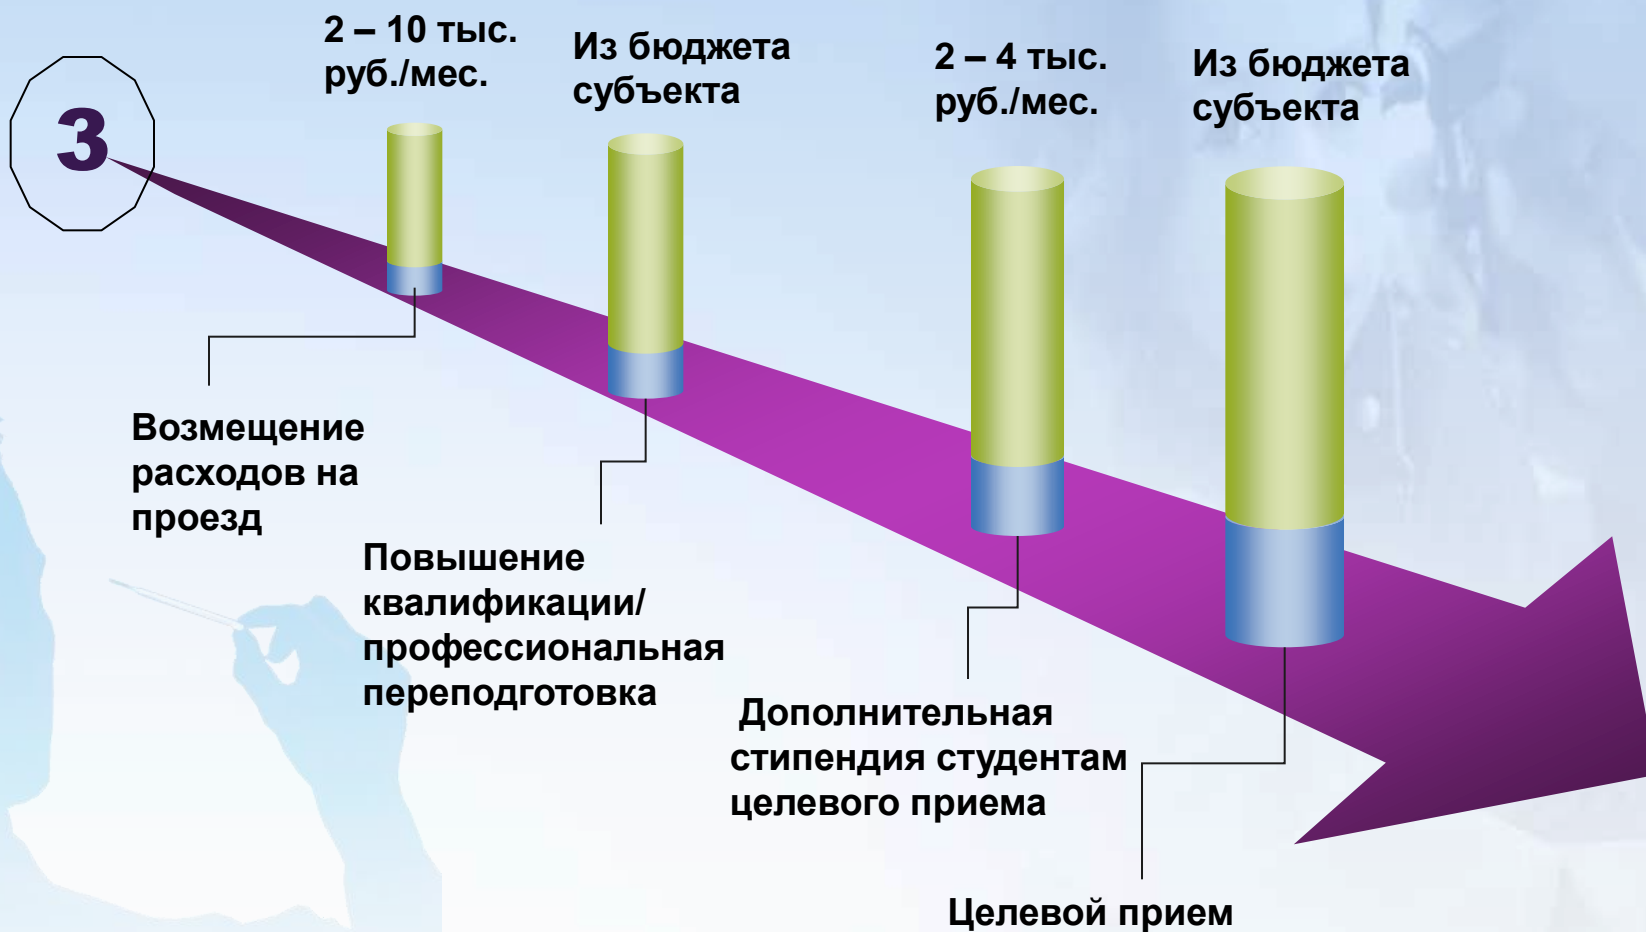 3
2 – 10 тыс.
руб./мес.
Из бюджета
субъекта
2 – 4 тыс.
руб./мес.
Из бюджета
субъекта
Возмещение
расходов на
проезд
Повышение
квалификации/
профессиональная
переподготовка
Дополнительная
стипендия студентам
целевого приема
Целевой прием